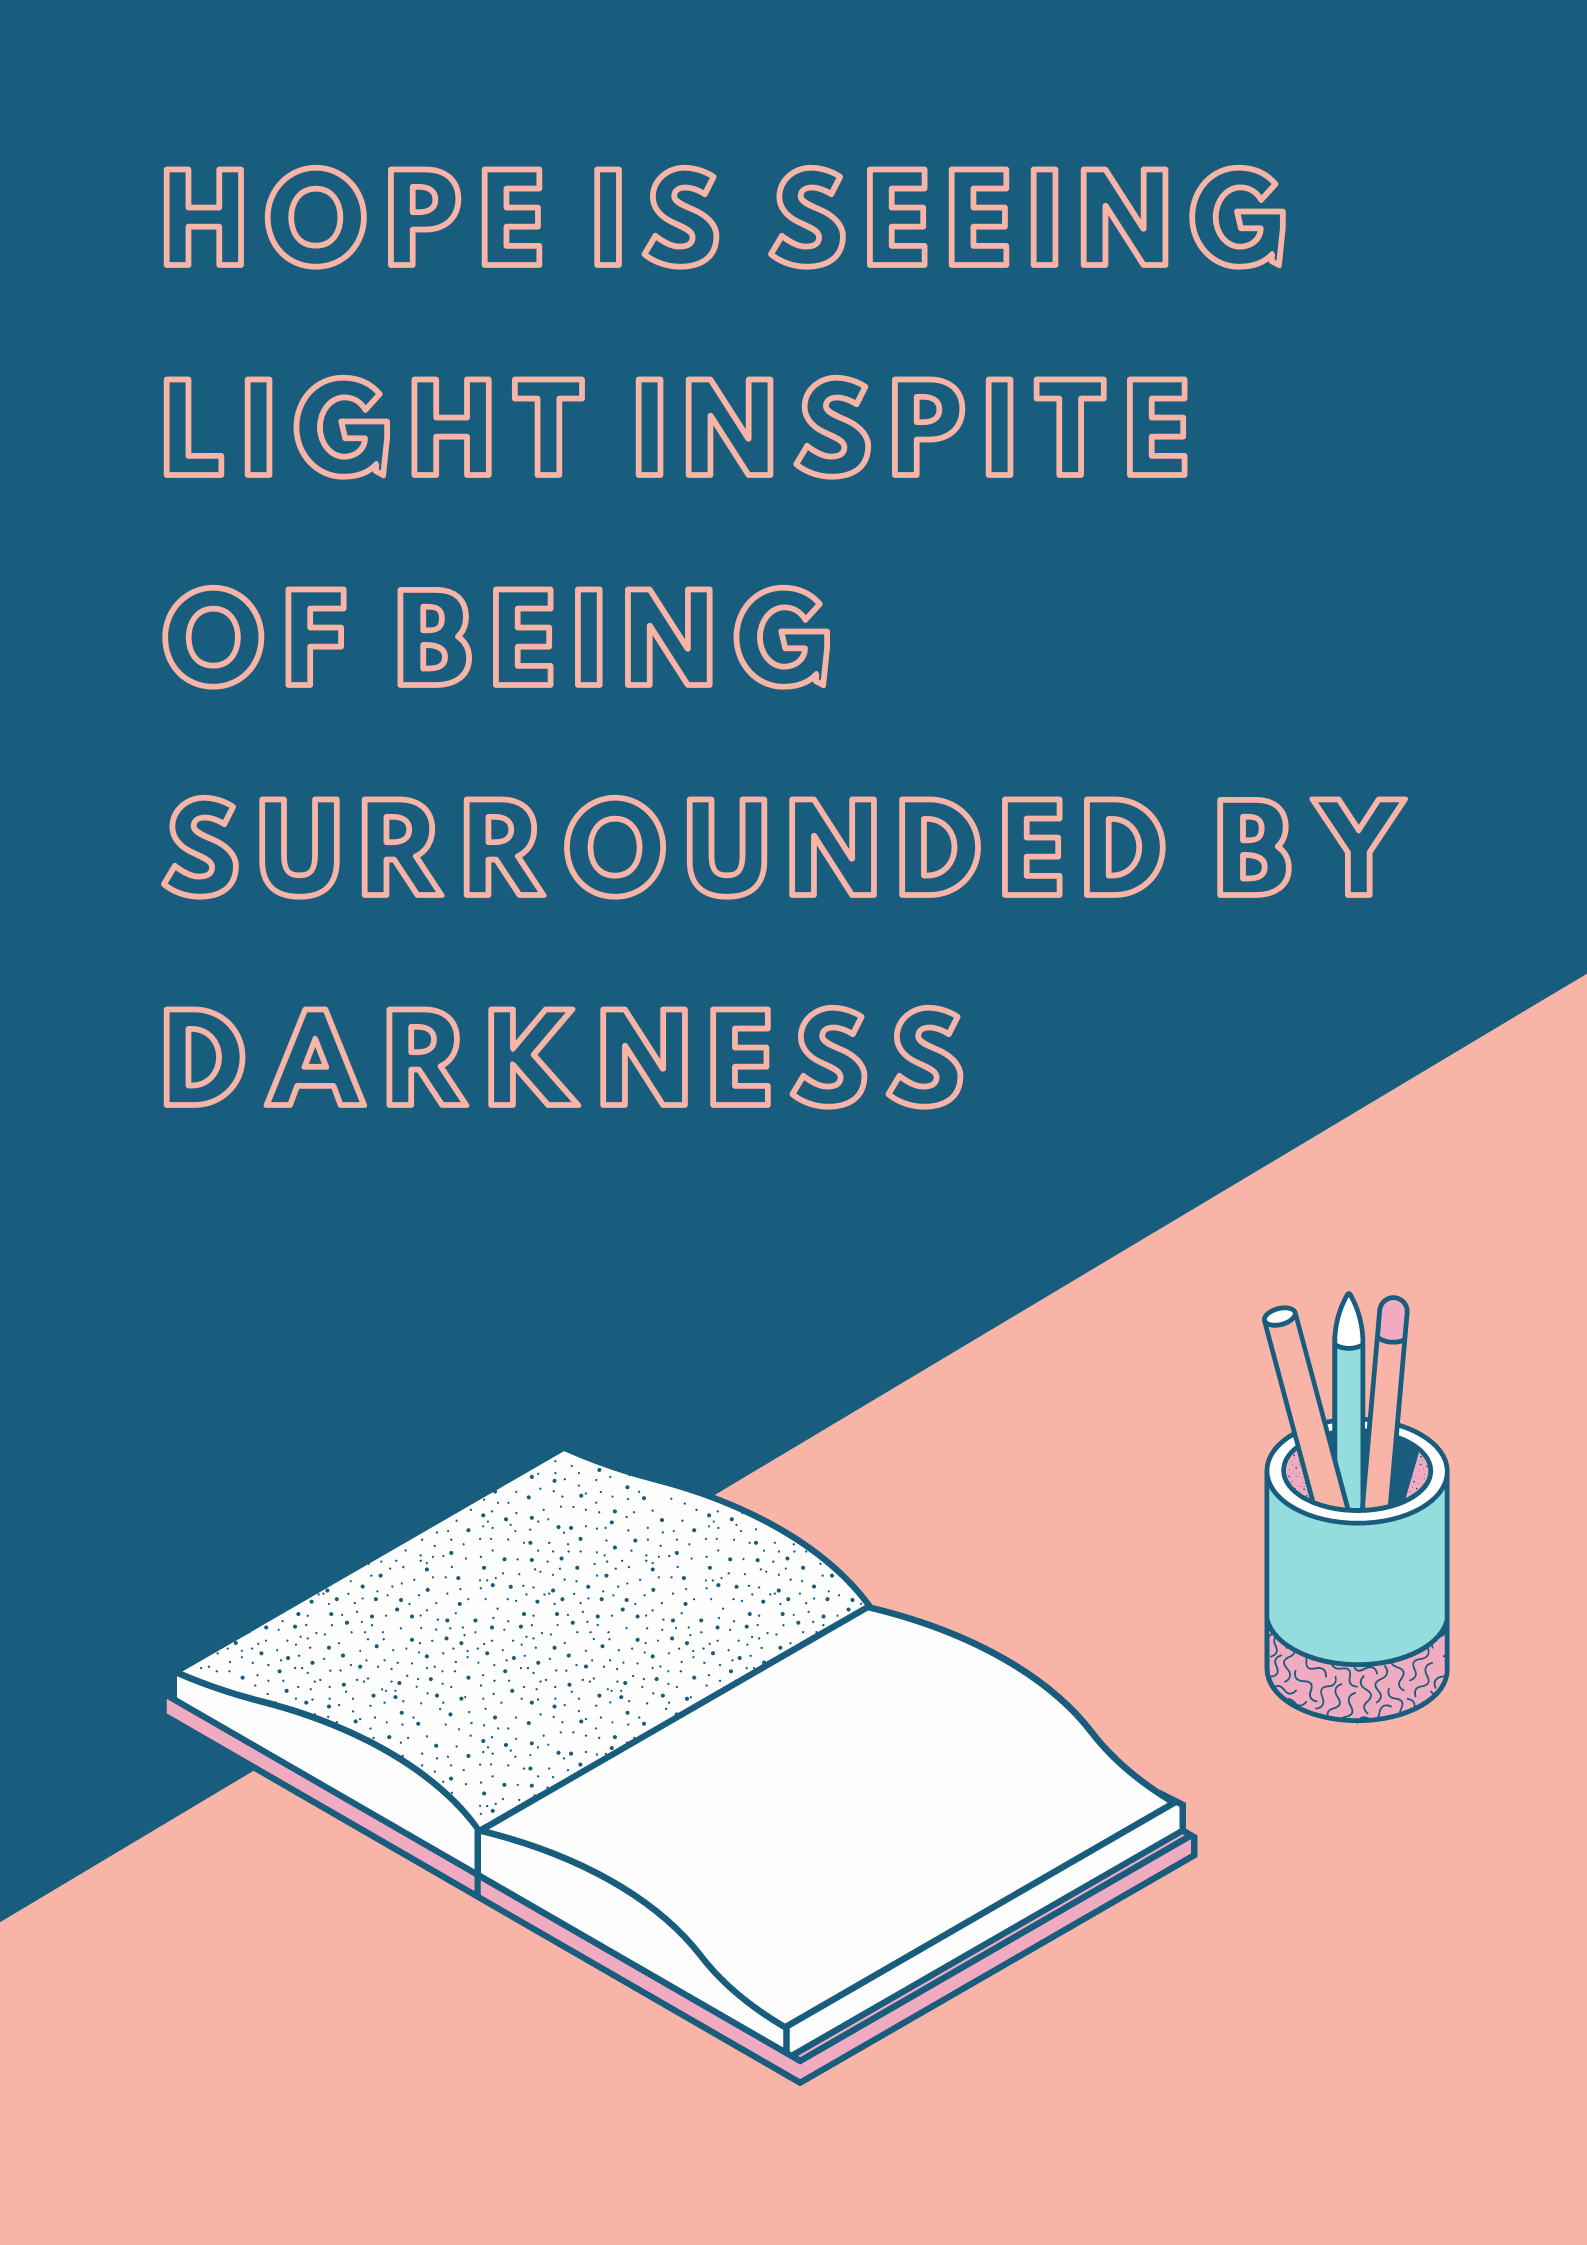 HOPE IS SEEING
LIGHT INSPITE
OF BEING
SURROUNDED BY
DARKNESS